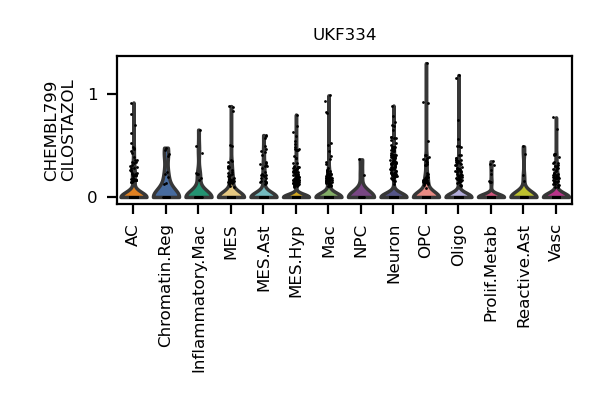 UKF334
CHEMBL799
CILOSTAZOL
1
0
AC
Chromatin.Reg
Inflammatory.Mac
MES
MES.Ast
MES.Hyp
Mac
NPC
Neuron
OPC
Oligo
Prolif.Metab
Reactive.Ast
Vasc